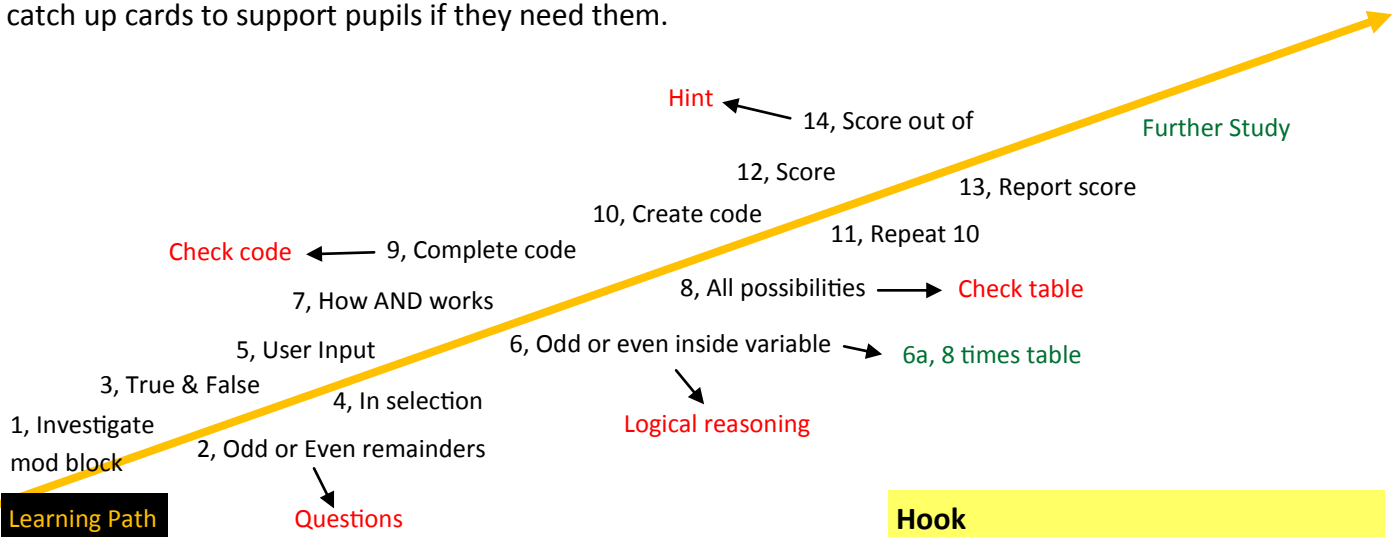 catch up cards to support pupils if they need them.
Hint
14, Score out of
Further Study
12, Score
13, Report score
10, Create code
11, Repeat 10
Check code
9, Complete code
8, All possibilities
Check table
7, How AND works
6, Odd or even inside variable
6a, 8 times table
5, User Input
3, True & False
4, In selection
Logical reasoning
1, Investigate
mod block
2, Odd or Even remainders
Learning Path
Questions
Hook